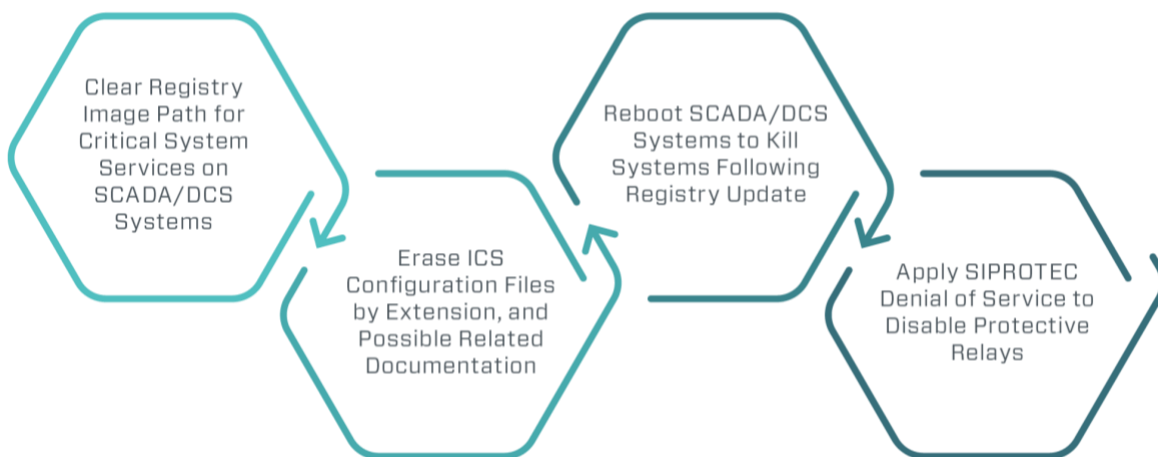 Clear Registry
Image Path for
Critical System
Services on
SCADA/DCS
Systems
Erase ICS
Configuration Files
by Extension, and
Possible Related
Documentation
Reboot SCADA/DCS
Systems to Kill
Systems Following
Registry Update
Apply SIPROTEC
Denial of Service to
Disable Protective
Relays